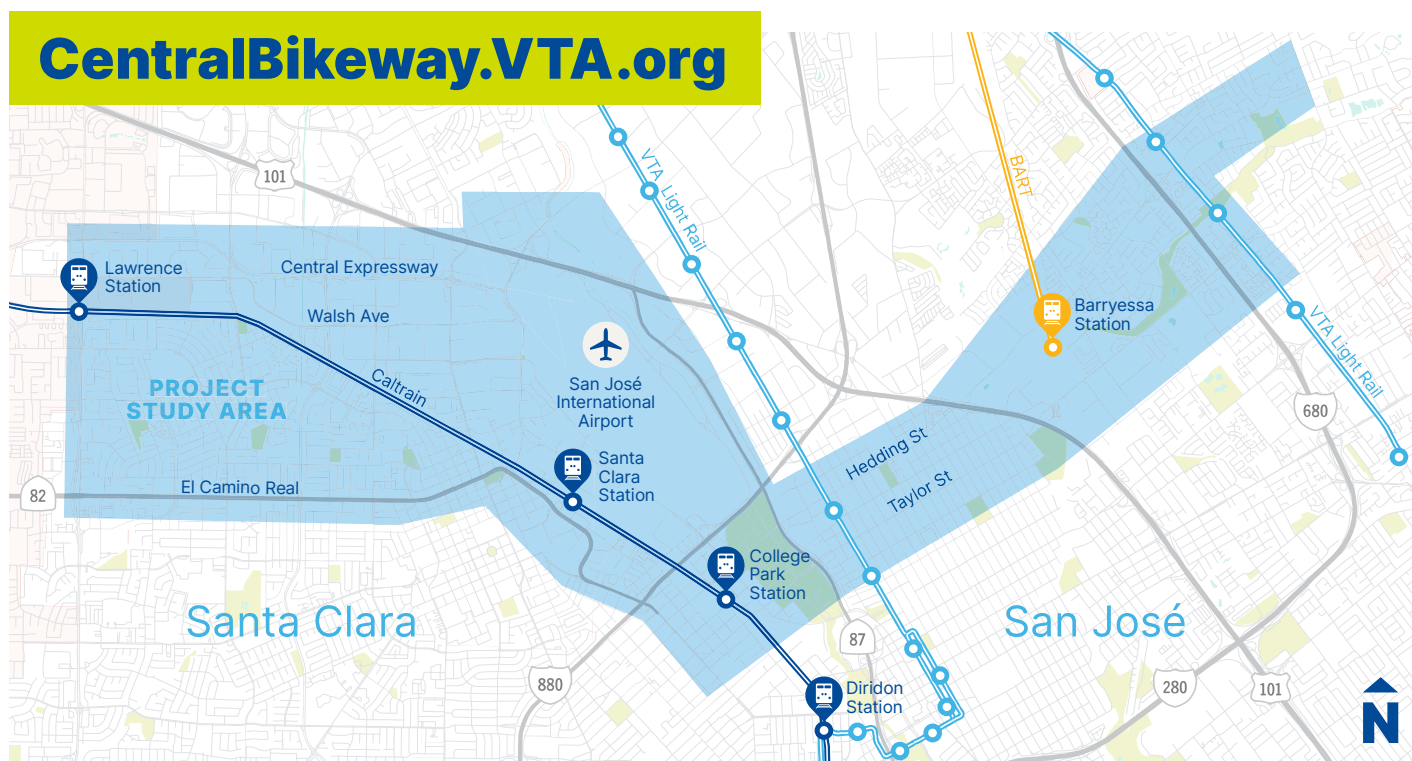 CentralBikeway.VTA.org
101
VTA Light Rail
BART
Lawrence
Station
Central Expressway
Walsh Ave
Barryessa
Station
VTA Light Rail
San José
International
Airport
Caltrain
PROJECT
STUDY AREA
680
Hedding St
Taylor St
Santa
Clara
Station
82
El Camino Real
College
Park
Station
Santa Clara
San José
87
880
280
101
Diridon
Station
N